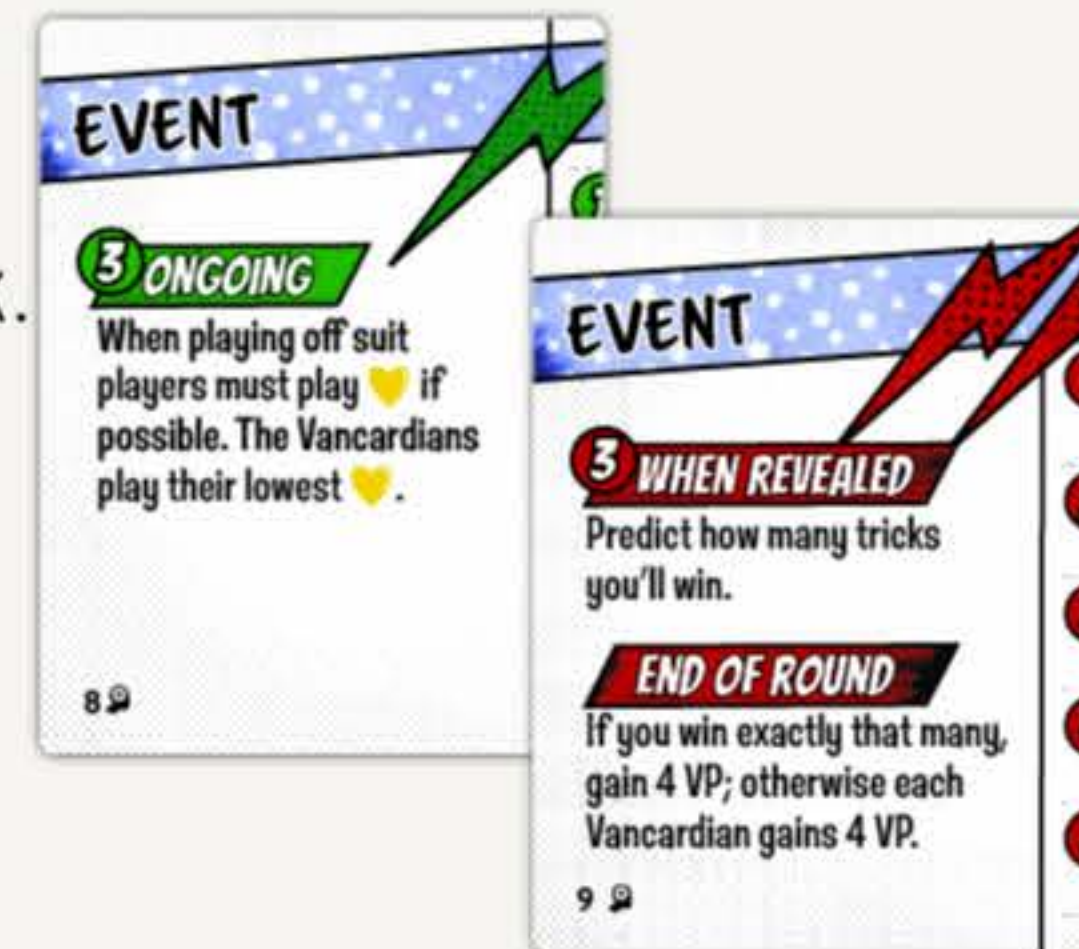 EVENT
3 ONGOING
When playing off suit
players must play 💛 if
possible. The Vancardians
play their lowest 💛.
8
EVENT
3 WHEN REVEALED
Predict how many tricks
you'll win.
END OF ROUND
If you win exactly that many,
gain 4 VP; otherwise each
Vancardian gains 4 VP.
9